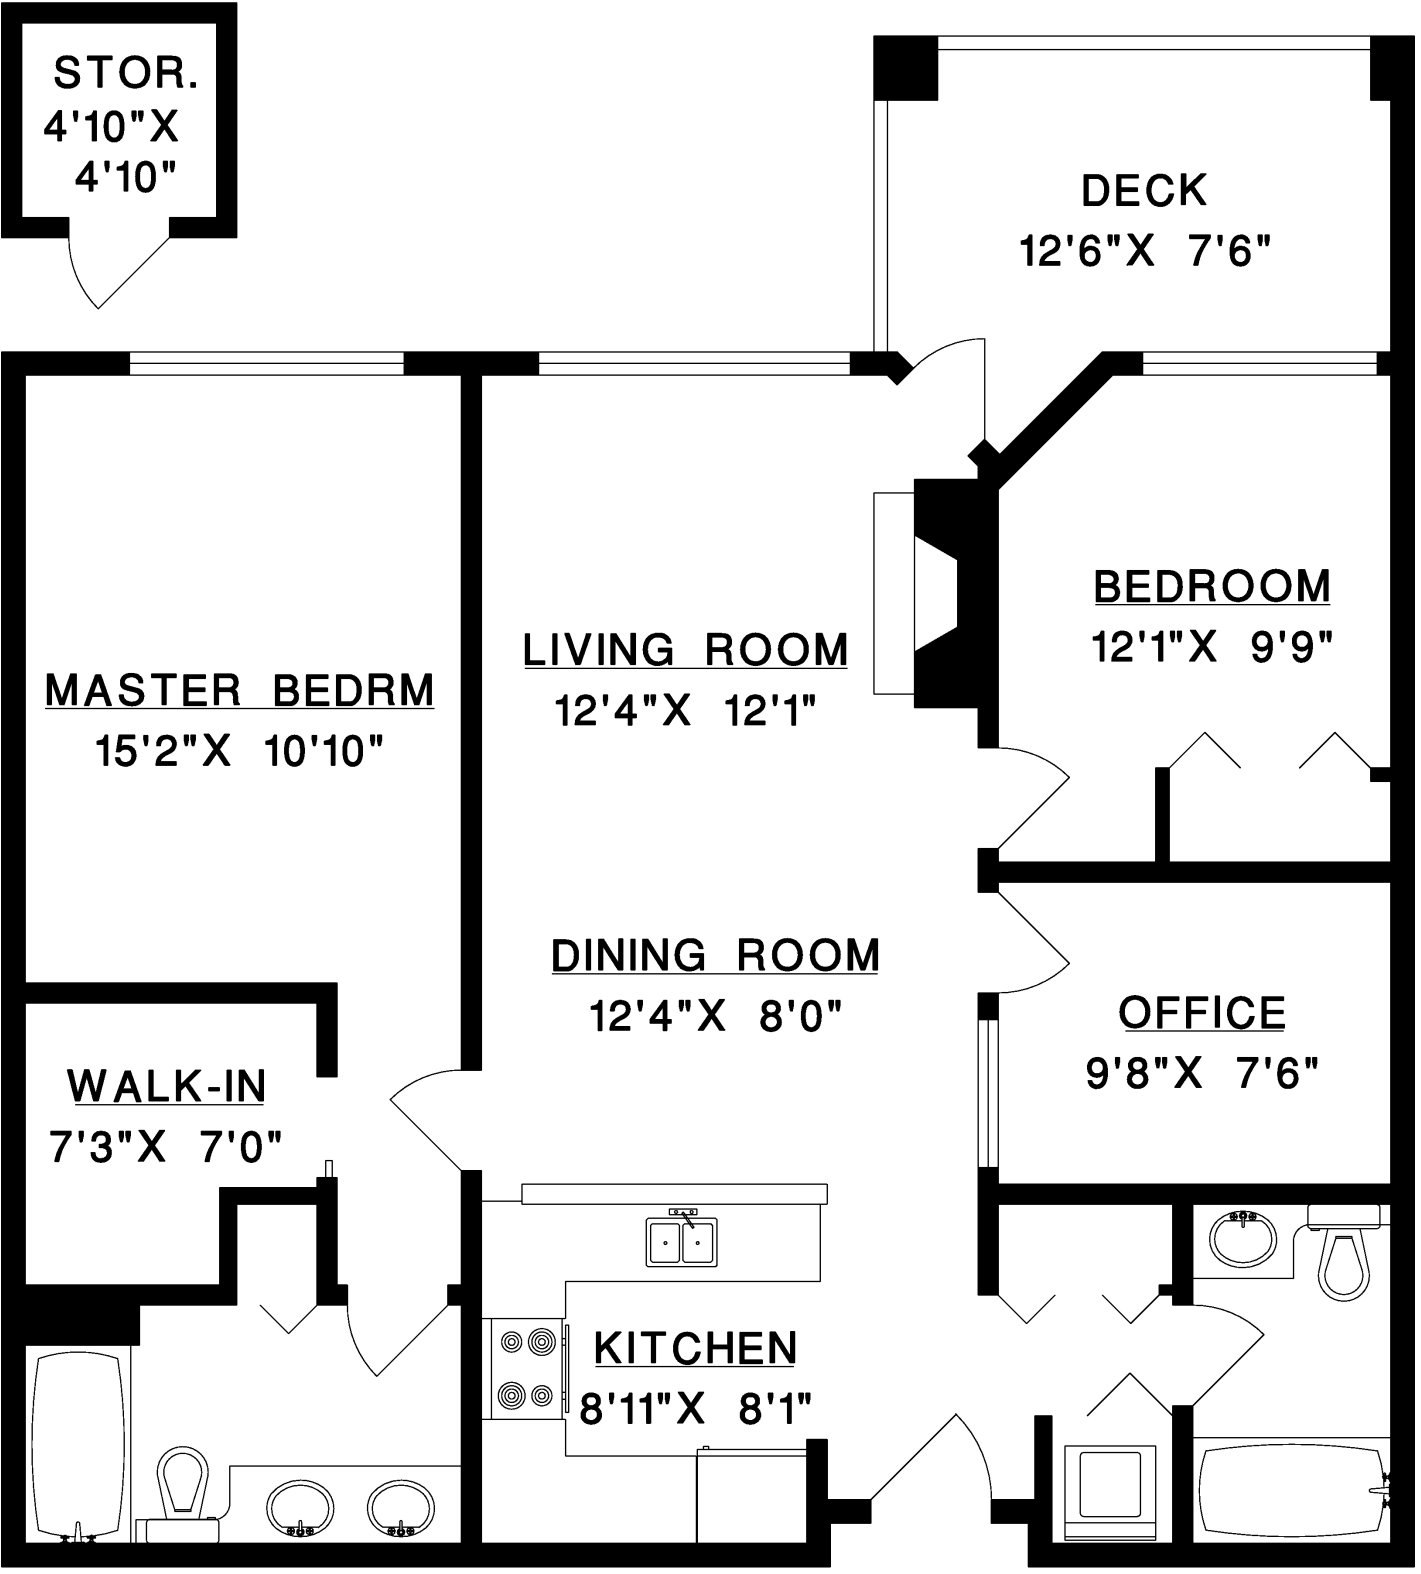 STOR.
4'10"X
4'10"
DECK
12'6"X 7'6"
BEDROOM
12'1"X 9'9"
LIVING ROOM
12'4"X 12'1"
MASTER BEDRM
15'2"X 10'10"
DINING ROOM
12'4"X 8'0"
OFFICE
9'8"X 7'6"
WALK-IN
7'3"X 7'0"
KITCHEN
8'11"X 8'1"